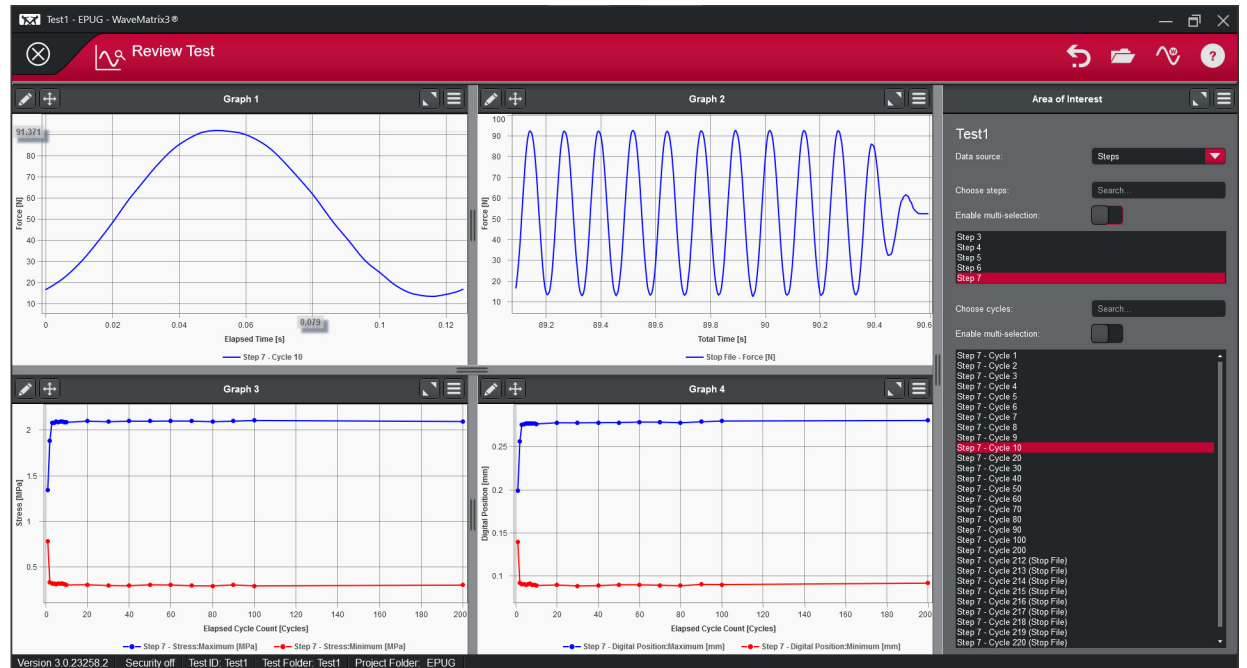 Test1 - EPUG - WaveMatrix3®
Review Test
Graph 1
91.371
80
70
60
50
40
30
20
10
Force [N]
0
0.02
0.04
0.06
0.079
0.1
0.12
Elapsed Time [s]
Step 7 - Cycle 10
Graph 2
100
90
80
70
60
50
40
30
20
10
Force [N]
89.2
89.4
89.6
89.8
90
90.2
90.4
90.6
Total Time [s]
Stop File - Force [N]
Graph 3
2
1.5
1
0.5
Stress [MPa]
0
20
40
60
80
100
120
140
160
180
200
Elapsed Cycle Count [Cycles]
Step 7 - Stress:Maximum [MPa]
Step 7 - Stress:Minimum [MPa]
Graph 4
0.25
0.2
0.15
0.1
Digital Position [mm]
0
20
40
60
80
100
120
140
160
180
200
Elapsed Cycle Count [Cycles]
Step 7 - Digital Position:Maximum [mm]
Step 7 - Digital Position:Minimum [mm]
Area of Interest
Test1
Data source:
Steps
Choose steps:
Search...
Enable multi-selection:
Step 3
Step 4
Step 5
Step 6
Step 7
Choose cycles:
Search...
Enable multi-selection:
Step 7 - Cycle 1
Step 7 - Cycle 2
Step 7 - Cycle 3
Step 7 - Cycle 4
Step 7 - Cycle 5
Step 7 - Cycle 6
Step 7 - Cycle 7
Step 7 - Cycle 8
Step 7 - Cycle 9
Step 7 - Cycle 10
Step 7 - Cycle 20
Step 7 - Cycle 30
Step 7 - Cycle 40
Step 7 - Cycle 50
Step 7 - Cycle 60
Step 7 - Cycle 70
Step 7 - Cycle 80
Step 7 - Cycle 90
Step 7 - Cycle 100
Step 7 - Cycle 200
Step 7 - Cycle 212 (Stop File)
Step 7 - Cycle 213 (Stop File)
Step 7 - Cycle 214 (Stop File)
Step 7 - Cycle 215 (Stop File)
Step 7 - Cycle 216 (Stop File)
Step 7 - Cycle 217 (Stop File)
Step 7 - Cycle 218 (Stop File)
Step 7 - Cycle 219 (Stop File)
Step 7 - Cycle 220 (Stop File)
Version 3.0.23258.2 Security off Test ID: Test1 Test Folder: Test1 Project Folder: EPUG